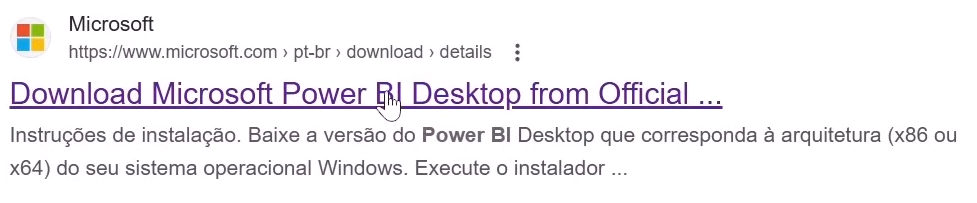 Microsoft
https://www.microsoft.com › pt-br › download › details
Download Microsoft Power BI Desktop from Official ...
Instruções de instalação. Baixe a versão do Power BI Desktop que corresponda à arquitetura (x86 ou
x64) do seu sistema operacional Windows. Execute o instalador ...